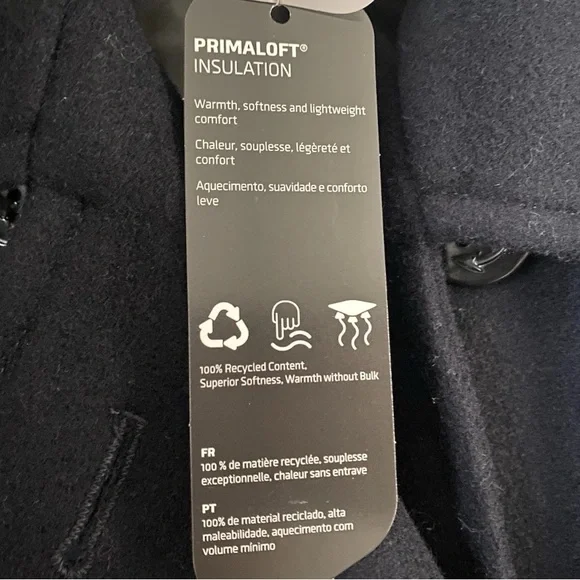 PRIMALOFT®
INSULATION
Warmth, softness and lightweight
comfort
Chaleur, souplesse, légèreté et
confort
Aquecimento, suavidade e conforto
leve
100% Recycled Content,
Superior Softness, Warmth without Bulk
FR
100 % de matière recyclée, souplesse
exceptionnelle, chaleur sans entrave
PT
100% de material reciclado, alta
maleabilidade, aquecimento com
volume mínimo